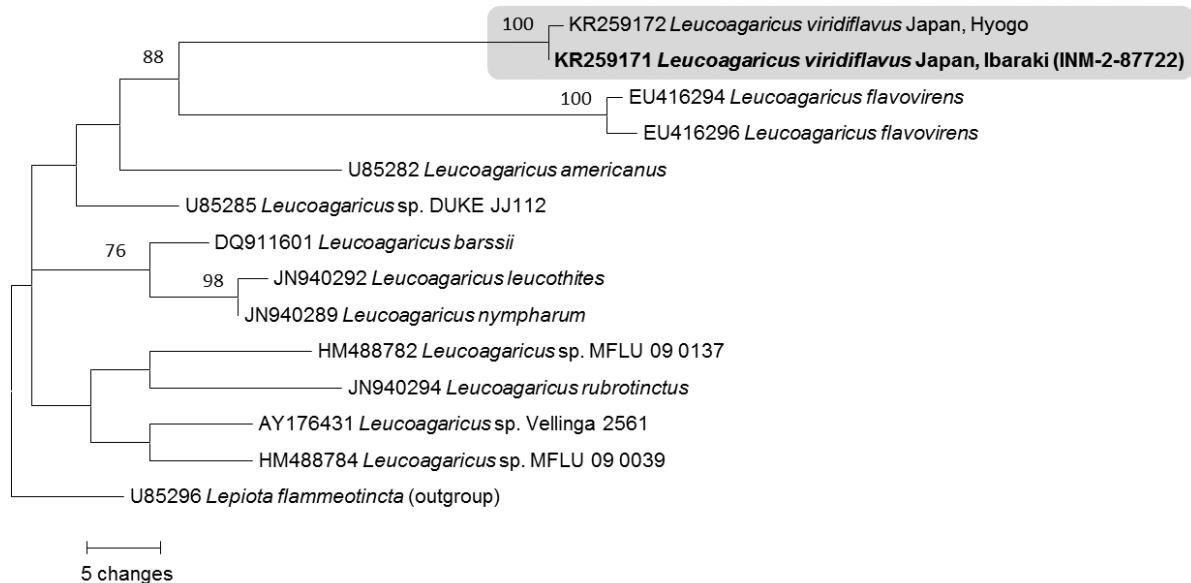 100
KR259172 Leucoagaricus viridiflavus Japan, Hyogo
88
KR259171 Leucoagaricus viridiflavus Japan, Ibaraki (INM-2-87722)
100
EU416294 Leucoagaricus flavovirens
EU416296 Leucoagaricus flavovirens
U85282 Leucoagaricus americanus
U85285 Leucoagaricus sp. DUKE JJ112
76
DQ911601 Leucoagaricus barssii
98
JN940292 Leucoagaricus leucothites
JN940289 Leucoagaricus nympharum
HM488782 Leucoagaricus sp. MFLU 09 0137
JN940294 Leucoagaricus rubrotinctus
AY176431 Leucoagaricus sp. Vellinga 2561
HM488784 Leucoagaricus sp. MFLU 09 0039
U85296 Lepiota flammeotincta (outgroup)
5 changes